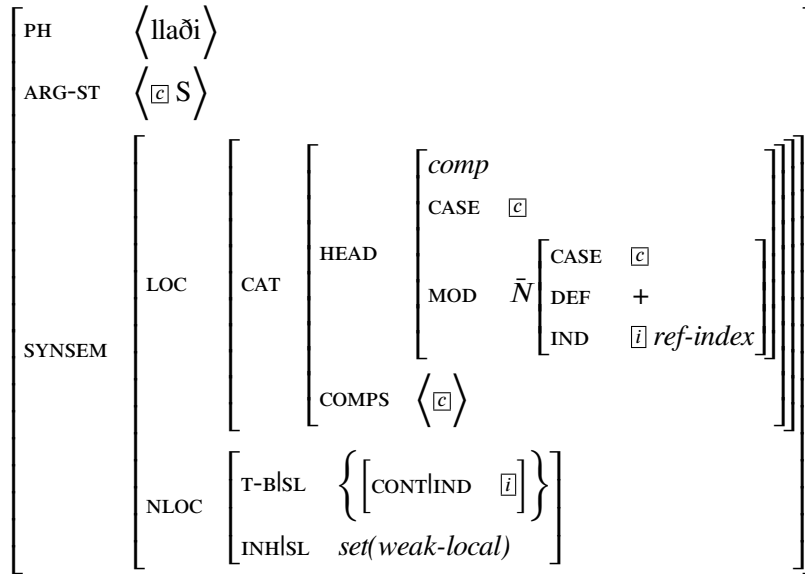 PH ⟨llaði⟩
ARG-ST ⟨c S⟩
comp
CASE c
HEAD
CASE c
LOC CAT MOD N̄ DEF +
IND i ref-index
SYNSEM
COMPS ⟨c⟩
T-B|SL {[CONT|IND i]}
NLOC
INH|SL set(weak-local)